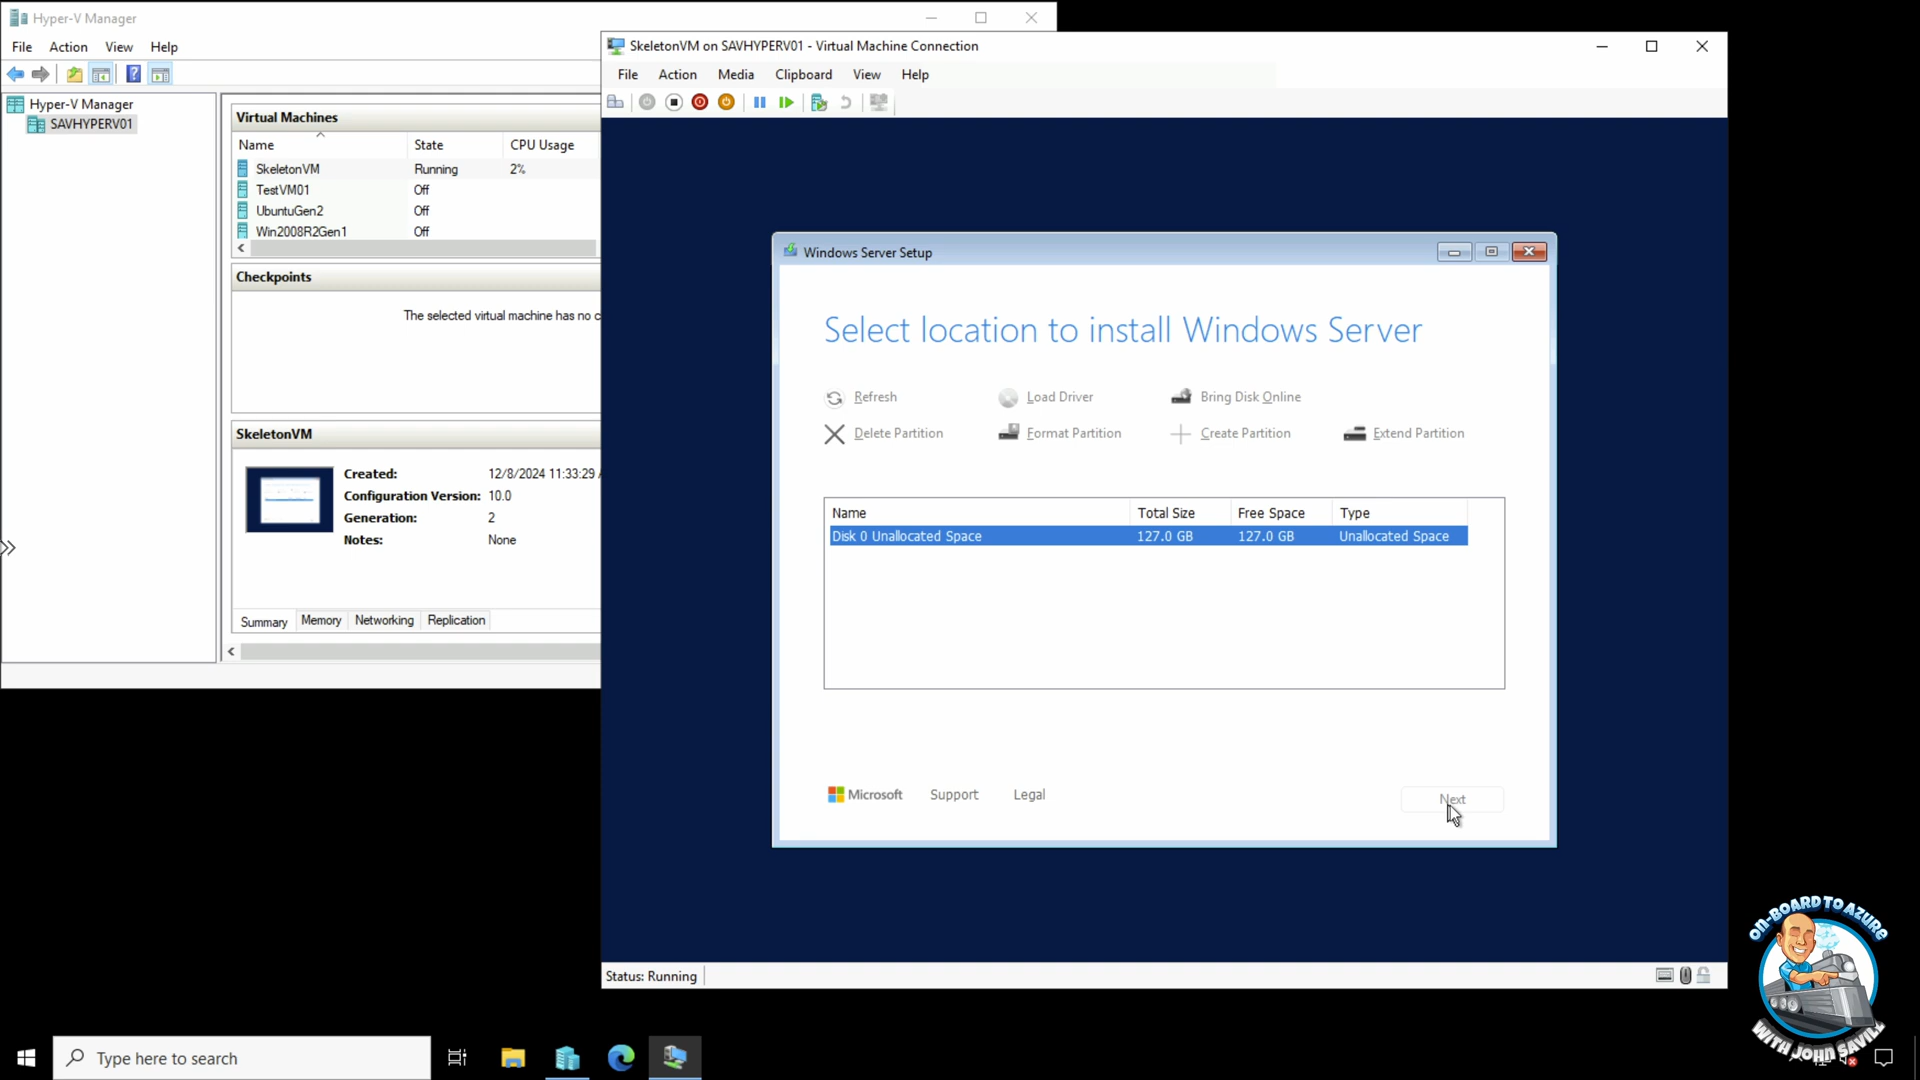 Hyper-V Manager
File Action View Help
Hyper-V Manager
SAVHYPERV01
Virtual Machines
Name State CPU Usage
SkeletonVM Running 2%
TestVM01 Off
UbuntuGen2 Off
Win2008R2Gen1 Off
Checkpoints
The selected virtual machine has no c
SkeletonVM
Created: 12/8/2024 11:33:29
Configuration Version: 10.0
Generation: 2
Notes: None
Summary Memory Networking Replication
SkeletonVM on SAVHYPERV01 - Virtual Machine Connection
File Action Media Clipboard View Help
Windows Server Setup
Select location to install Windows Server
Refresh Load Driver Bring Disk Online
Delete Partition Format Partition Create Partition Extend Partition
Name Total Size Free Space Type
Disk 0 Unallocated Space 127.0 GB 127.0 GB Unallocated Space
Microsoft Support Legal
Next
Status: Running
Type here to search
ON-BOARD TO AZURE
WITH JOHN SAVILL